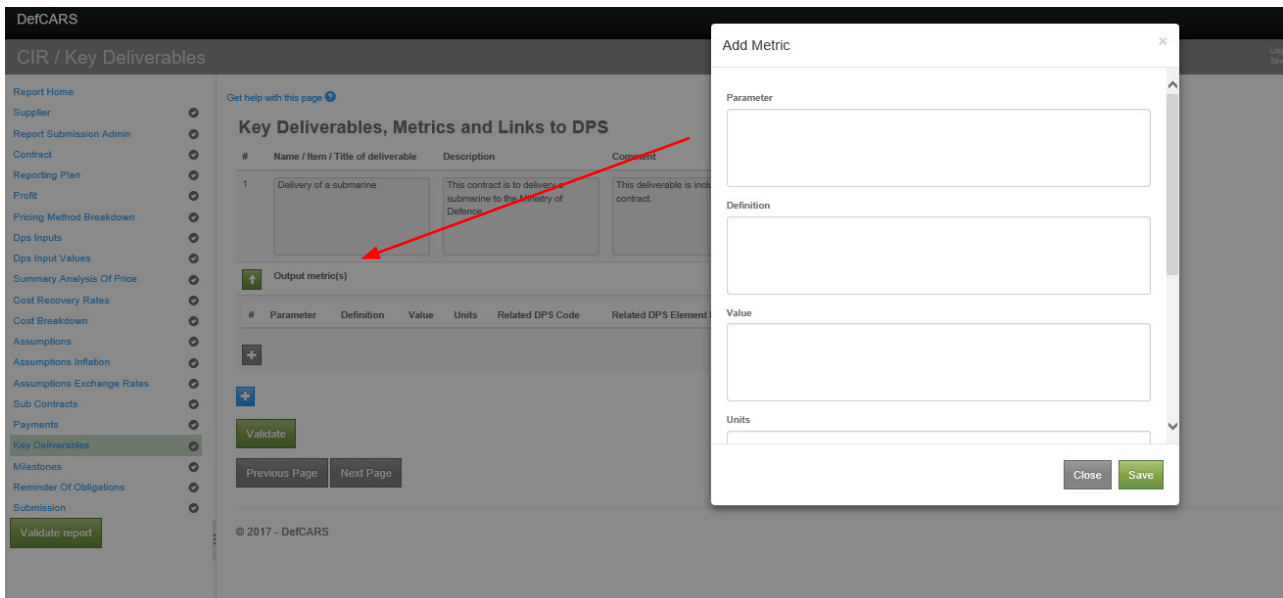 DefCARS
CIR / Key Deliverables
Log
Report Home
Supplier
Report Submission Admin
Contract
Reporting Plan
Profit
Pricing Method Breakdown
Dps Inputs
Dps Input Values
Summary Analysis Of Price
Cost Recovery Rates
Cost Breakdown
Assumptions
Assumptions Inflation
Assumptions Exchange Rates
Sub Contracts
Payments
Key Deliverables
Milestones
Reminder Of Obligations
Submission
Validate report
Get help with this page
Key Deliverables, Metrics and Links to DPS
# Name / Item / Title of deliverable Description Comment
1 Delivery of a submarine
This contract is to delivery a
submarine to the Ministry of
Defence
This deliverable is inclu
contract.
Output metric(s)
# Parameter Definition Value Units Related DPS Code Related DPS Element
Validate
Previous Page Next Page
© 2017 - DefCARS
Add Metric
×
Parameter
Definition
Value
Units
Close Save